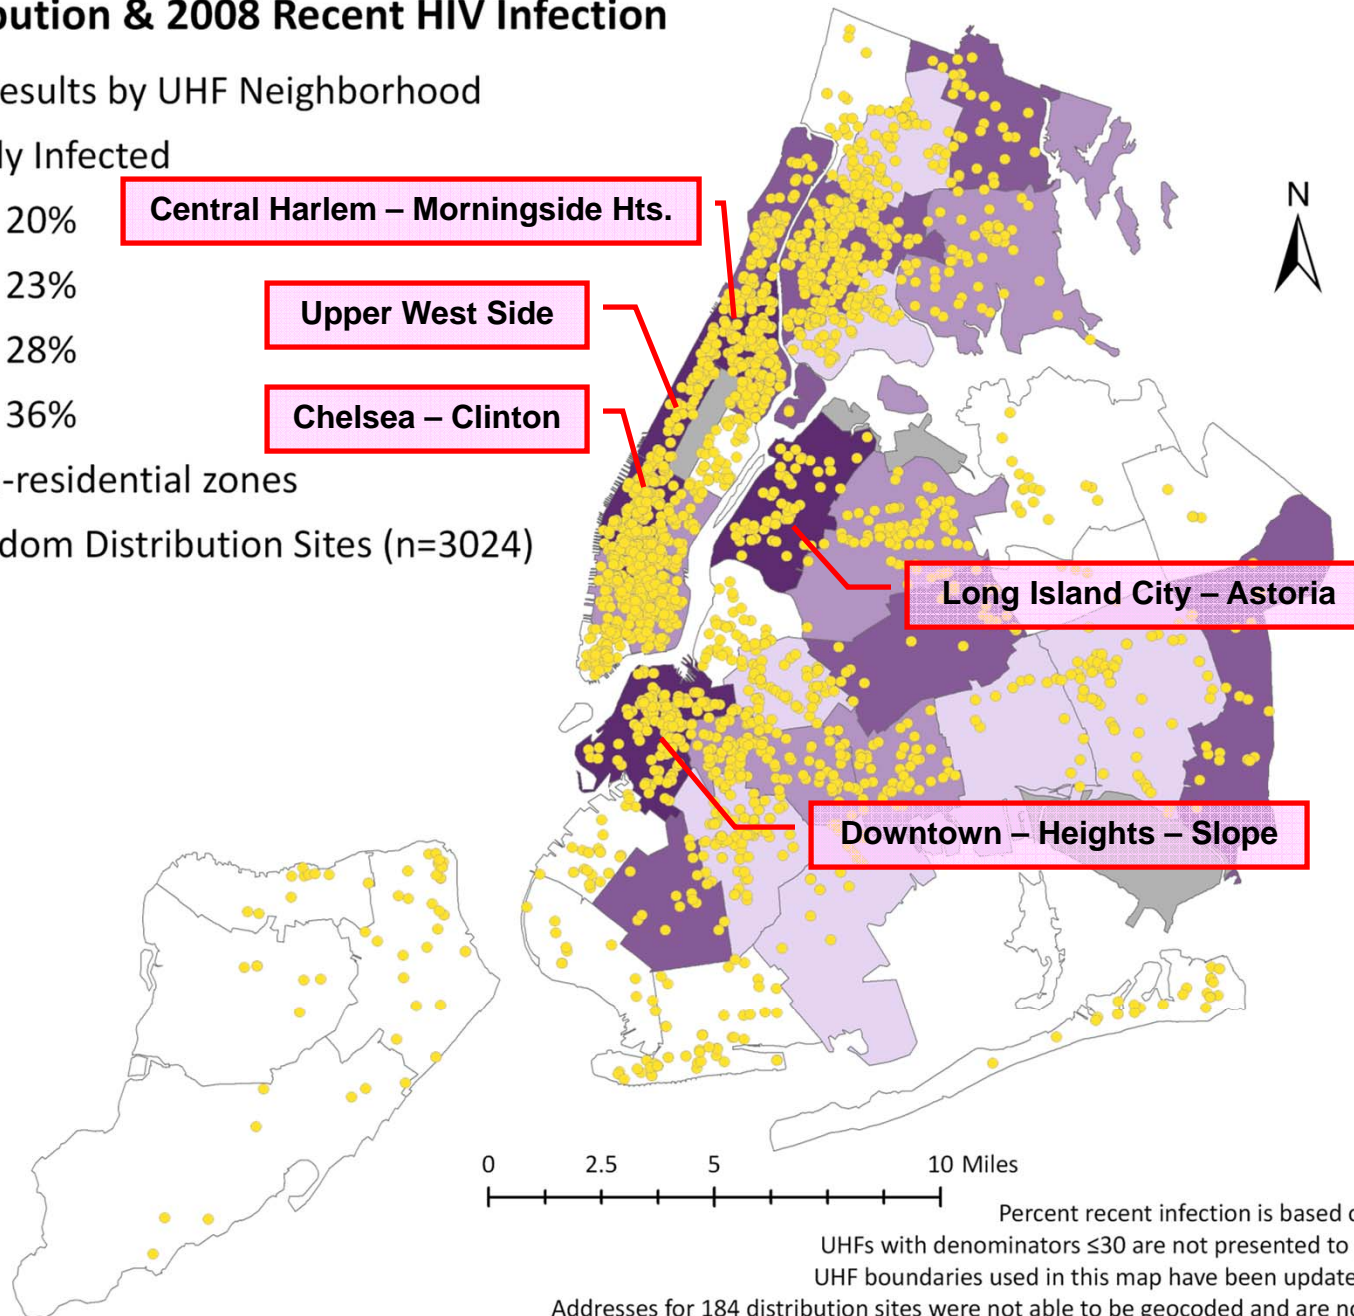 bution & 2008 Recent HIV Infection
esults by UHF Neighborhood
ly Infected
20%
23%
28%
36%
-residential zones
dom Distribution Sites (n=3024)
Central Harlem – Morningside Hts.
Upper West Side
Chelsea – Clinton
N
Long Island City – Astoria
Downtown – Heights – Slope
0 2.5 5 10 Miles
Percent recent infection is based o
UHFs with denominators ≤30 are not presented to
UHF boundaries used in this map have been update
Addresses for 184 distribution sites were not able to be geocoded and are no